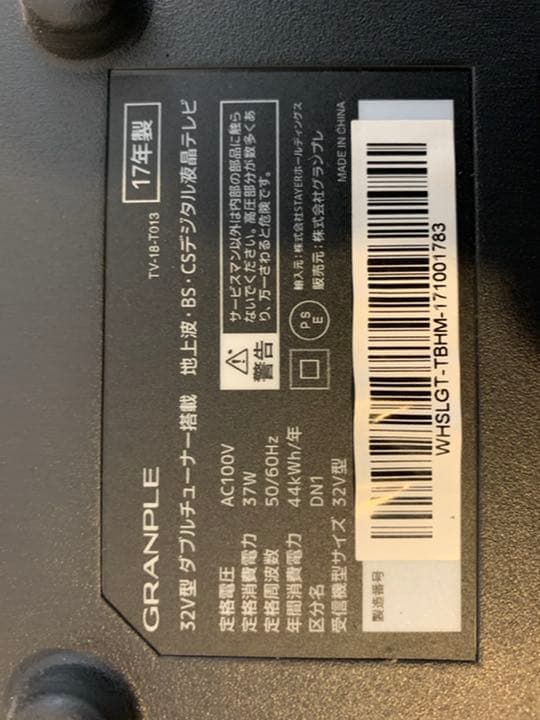 GRANPLE
TV-18-T013
17年製
32V型 ダブルチューナー搭載 地上波・BS・CSデジタル液晶テレビ
定格電圧 AC100V
定格消費電力 37W
定格周波数 50/60Hz
年間消費電力 44kWh/年
区分名 DN1
受信機型サイズ 32V型
警告
サービスマン以外は内部の部品に触ら
ないでください。高圧部分が数多くあ
り、万一さわると危険です。
PS
E
輸入元：株式会社STAYERホールディングス
販売元：株式会社グランプレ
MADE IN CHINA
製造番号
WHSLGT-TBHM-171001783